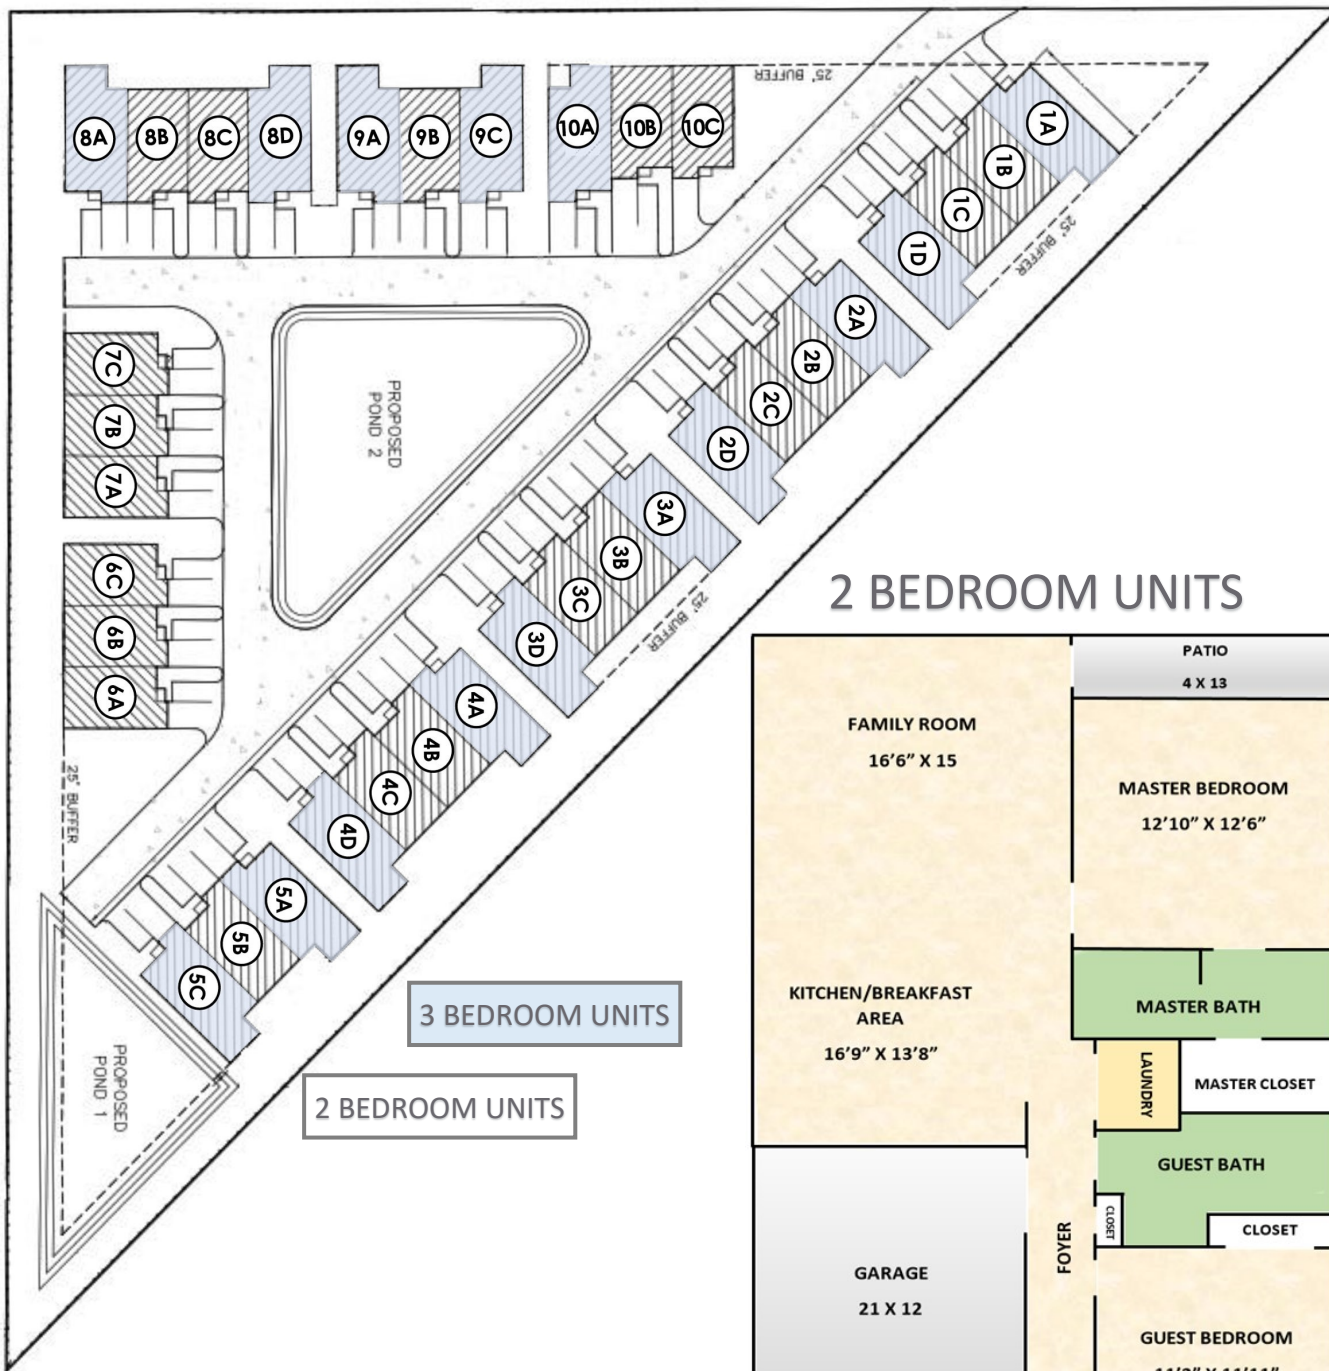 8A
8B
8C
8D
9A
9B
9C
10A
10B
10C
25' BUFFER
1A
1B
1C
1D
25' BUFFER
2A
2B
2C
2D
7C
7B
7A
PROPOSED
POND 2
3A
3B
3C
3D
25' BUFFER
6C
6B
6A
4A
4B
4C
4D
25' BUFFER
5A
5B
5C
PROPOSED
POND 1
3 BEDROOM UNITS
2 BEDROOM UNITS
2 BEDROOM UNITS
PATIO
4 X 13
FAMILY ROOM
16'6" X 15
MASTER BEDROOM
12'10" X 12'6"
KITCHEN/BREAKFAST
AREA
16'9" X 13'8"
MASTER BATH
LAUNDRY
MASTER CLOSET
GUEST BATH
CLOSET
CLOSET
FOYER
GARAGE
21 X 12
GUEST BEDROOM